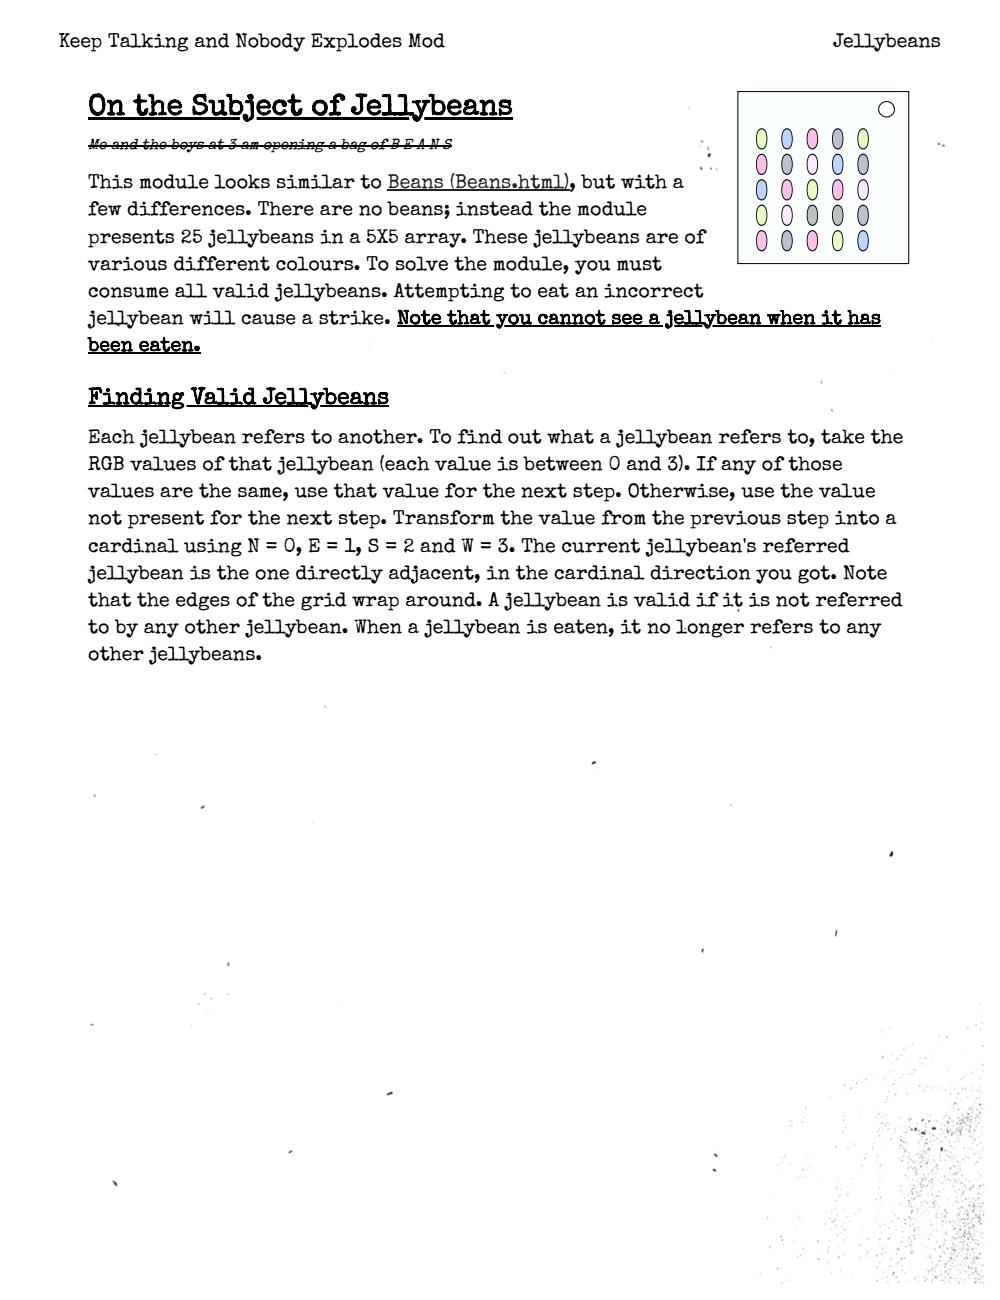 Keep Talking and Nobody Explodes Mod
Jellybeans
On the Subject of Jellybeans
Me and the boys at 3 am opening a bag of B E A N S
This module looks similar to Beans (Beans.html), but with a
few differences. There are no beans; instead the module
presents 25 jellybeans in a 5X5 array. These jellybeans are of
various different colours. To solve the module, you must
consume all valid jellybeans. Attempting to eat an incorrect
jellybean will cause a strike. Note that you cannot see a jellybean when it has
been eaten.
Finding Valid Jellybeans
Each jellybean refers to another. To find out what a jellybean refers to, take the
RGB values of that jellybean (each value is between 0 and 3). If any of those
values are the same, use that value for the next step. Otherwise, use the value
not present for the next step. Transform the value from the previous step into a
cardinal using N = 0, E = 1, S = 2 and W = 3. The current jellybean's referred
jellybean is the one directly adjacent, in the cardinal direction you got. Note
that the edges of the grid wrap around. A jellybean is valid if it is not referred
to by any other jellybean. When a jellybean is eaten, it no longer refers to any
other jellybeans.